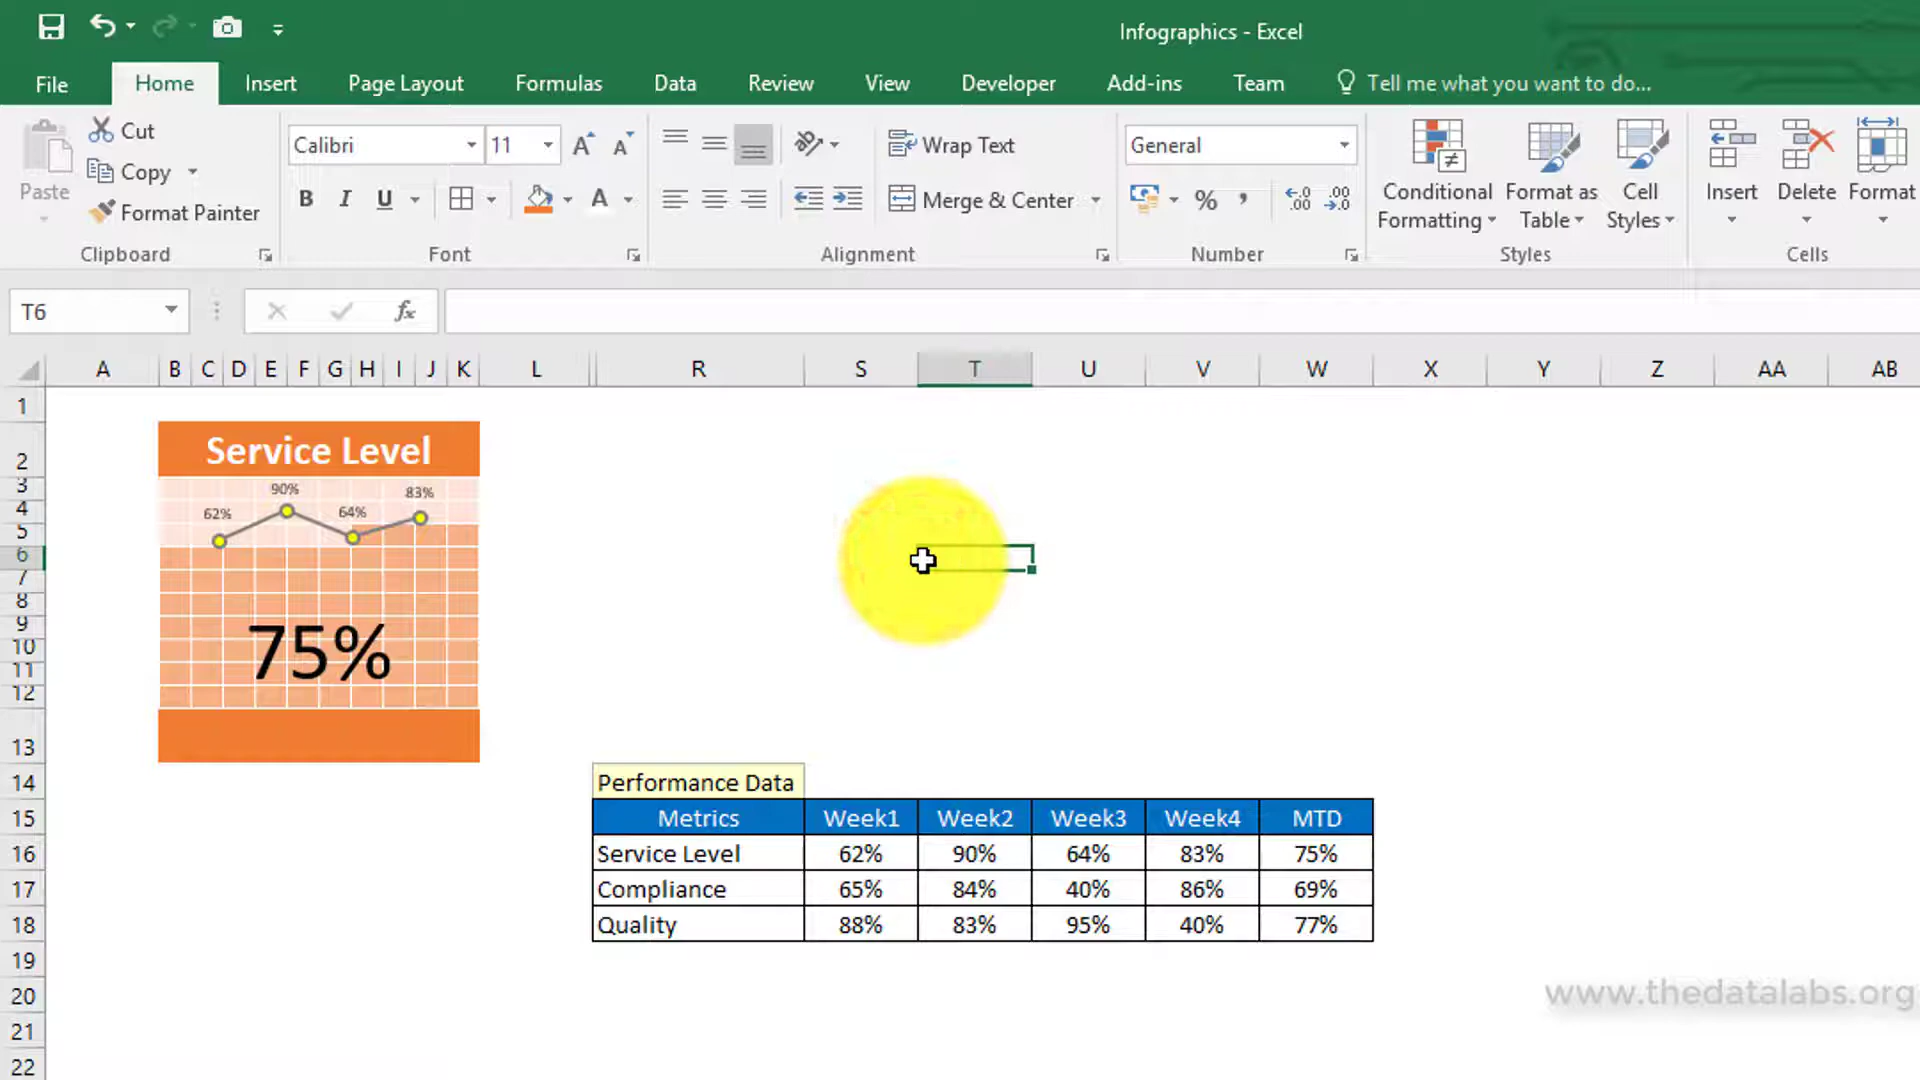 Infographics - Excel
File Home Insert Page Layout Formulas Data Review View Developer Add-ins Team Tell me what you want to do...
Paste
Cut
Copy
Format Painter
Clipboard
Calibri 11
B I U
Font
Wrap Text
Merge & Center
Alignment
General
%
Number
Conditional Formatting
Format as Table
Cell Styles
Styles
Insert Delete Format
Cells
T6
fx
A B C D E F G H I J K L R S T U V W X Y Z AA AB
1
2
3
4
5
6
7
8
9
10
11
12
13
14
15
16
17
18
19
20
21
22
Service Level
62% 90% 64% 83%
75%
Performance Data
Metrics Week1 Week2 Week3 Week4 MTD
Service Level 62% 90% 64% 83% 75%
Compliance 65% 84% 40% 86% 69%
Quality 88% 83% 95% 40% 77%
www.thedatalabs.org